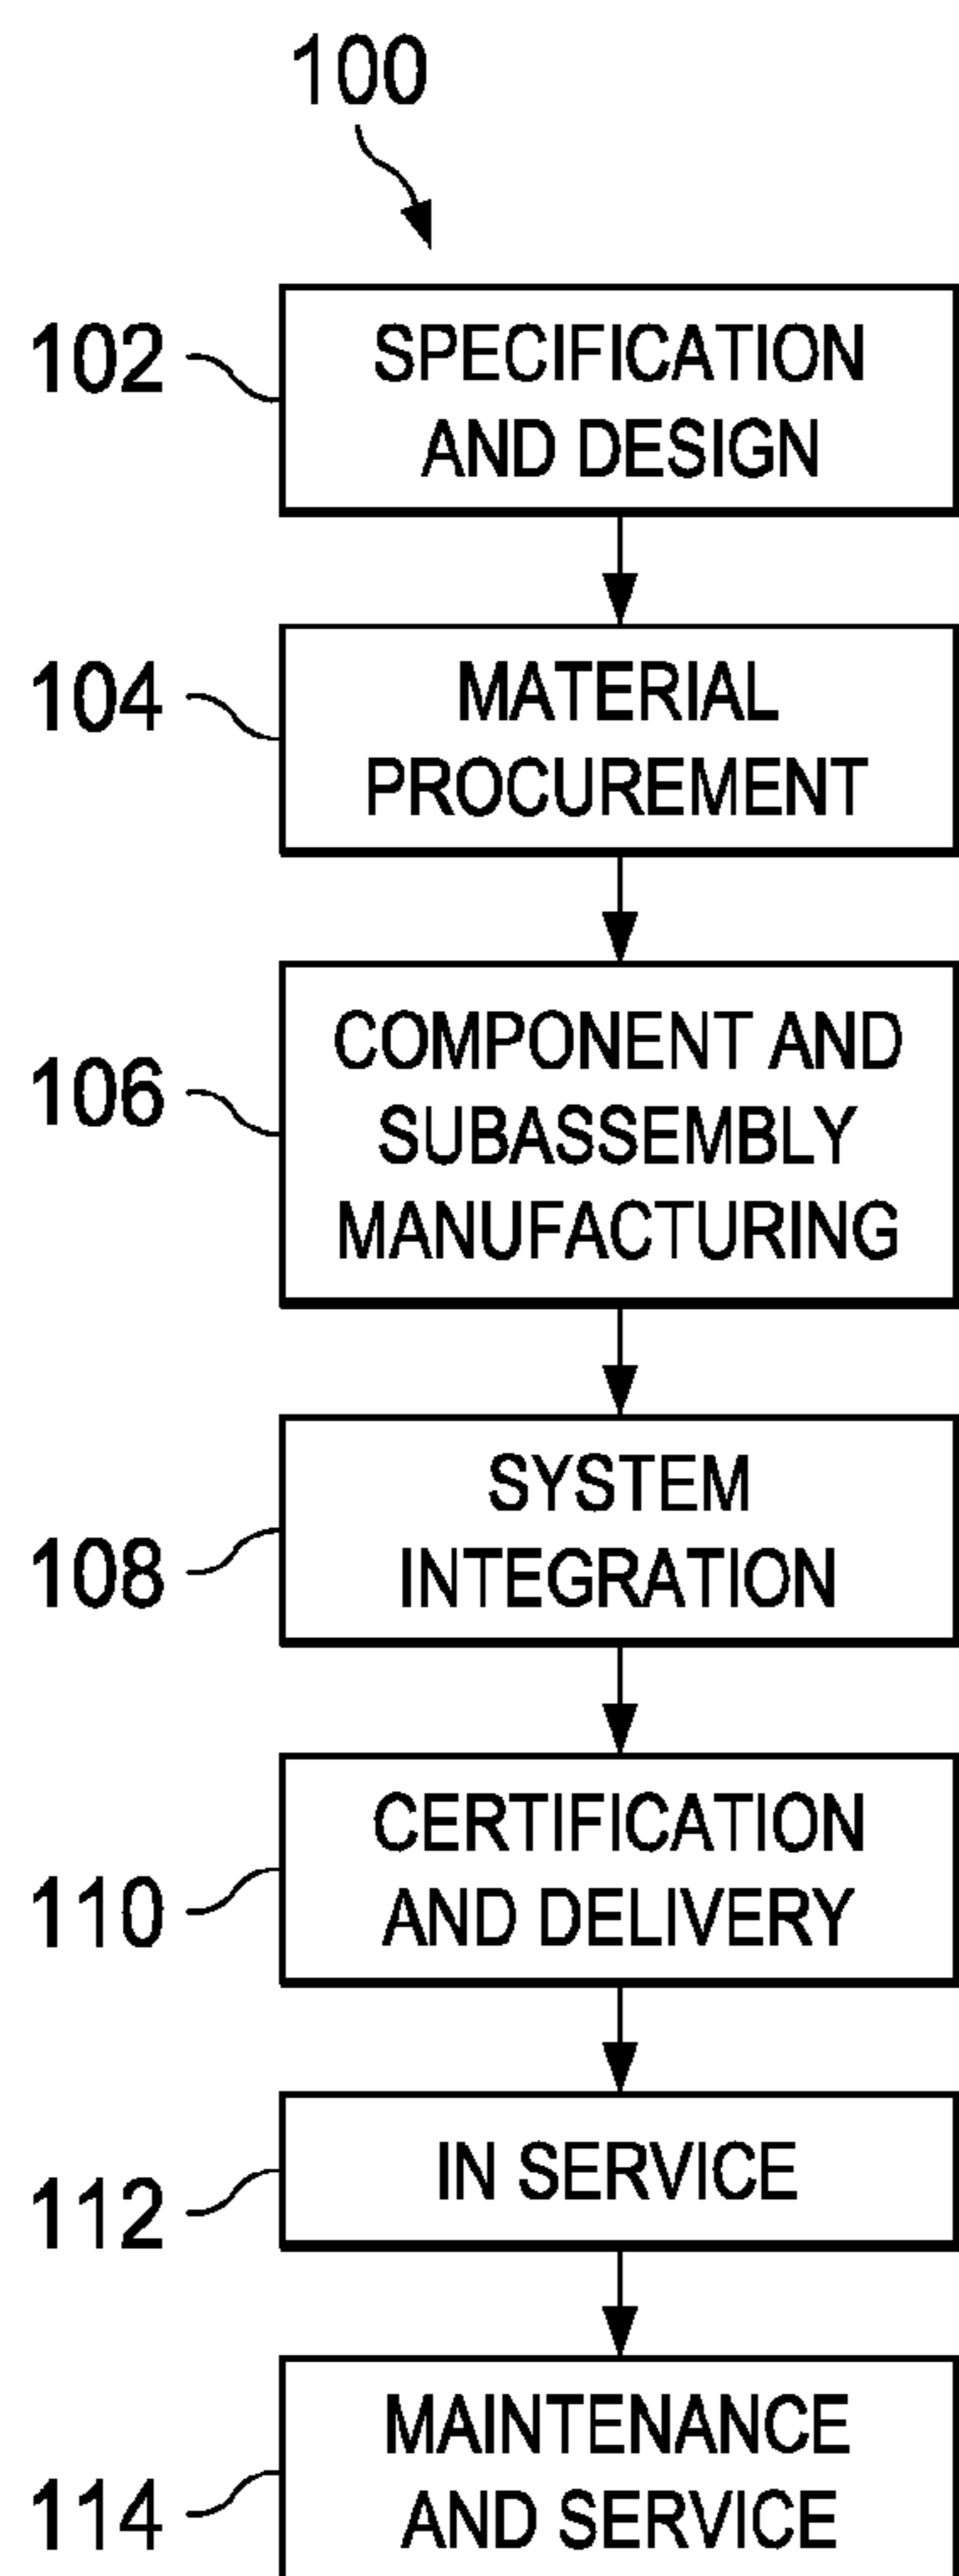 100
102
SPECIFICATION
AND DESIGN
104
MATERIAL
PROCUREMENT
106
COMPONENT AND
SUBASSEMBLY
MANUFACTURING
108
SYSTEM
INTEGRATION
110
CERTIFICATION
AND DELIVERY
112
IN SERVICE
114
MAINTENANCE
AND SERVICE